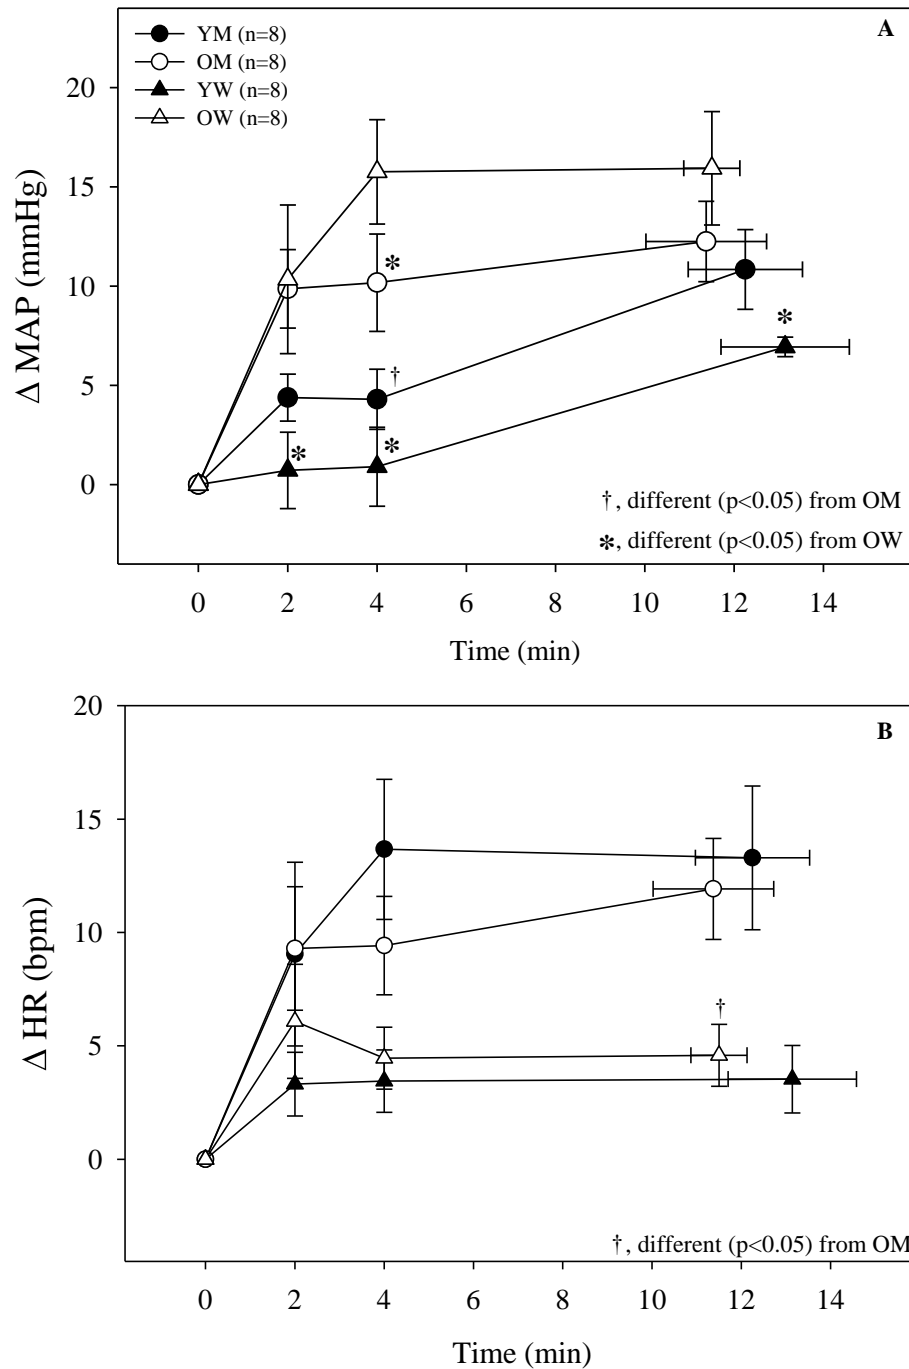 A
YM (n=8)
OM (n=8)
YW (n=8)
OW (n=8)
20
15
10
5
0
Δ MAP (mmHg)
*
†
*
*
*
†, different (p<0.05) from OM
*, different (p<0.05) from OW
0 2 4 6 8 10 12 14
Time (min)
B
20
15
10
5
0
Δ HR (bpm)
†
†, different (p<0.05) from OM
0 2 4 6 8 10 12 14
Time (min)